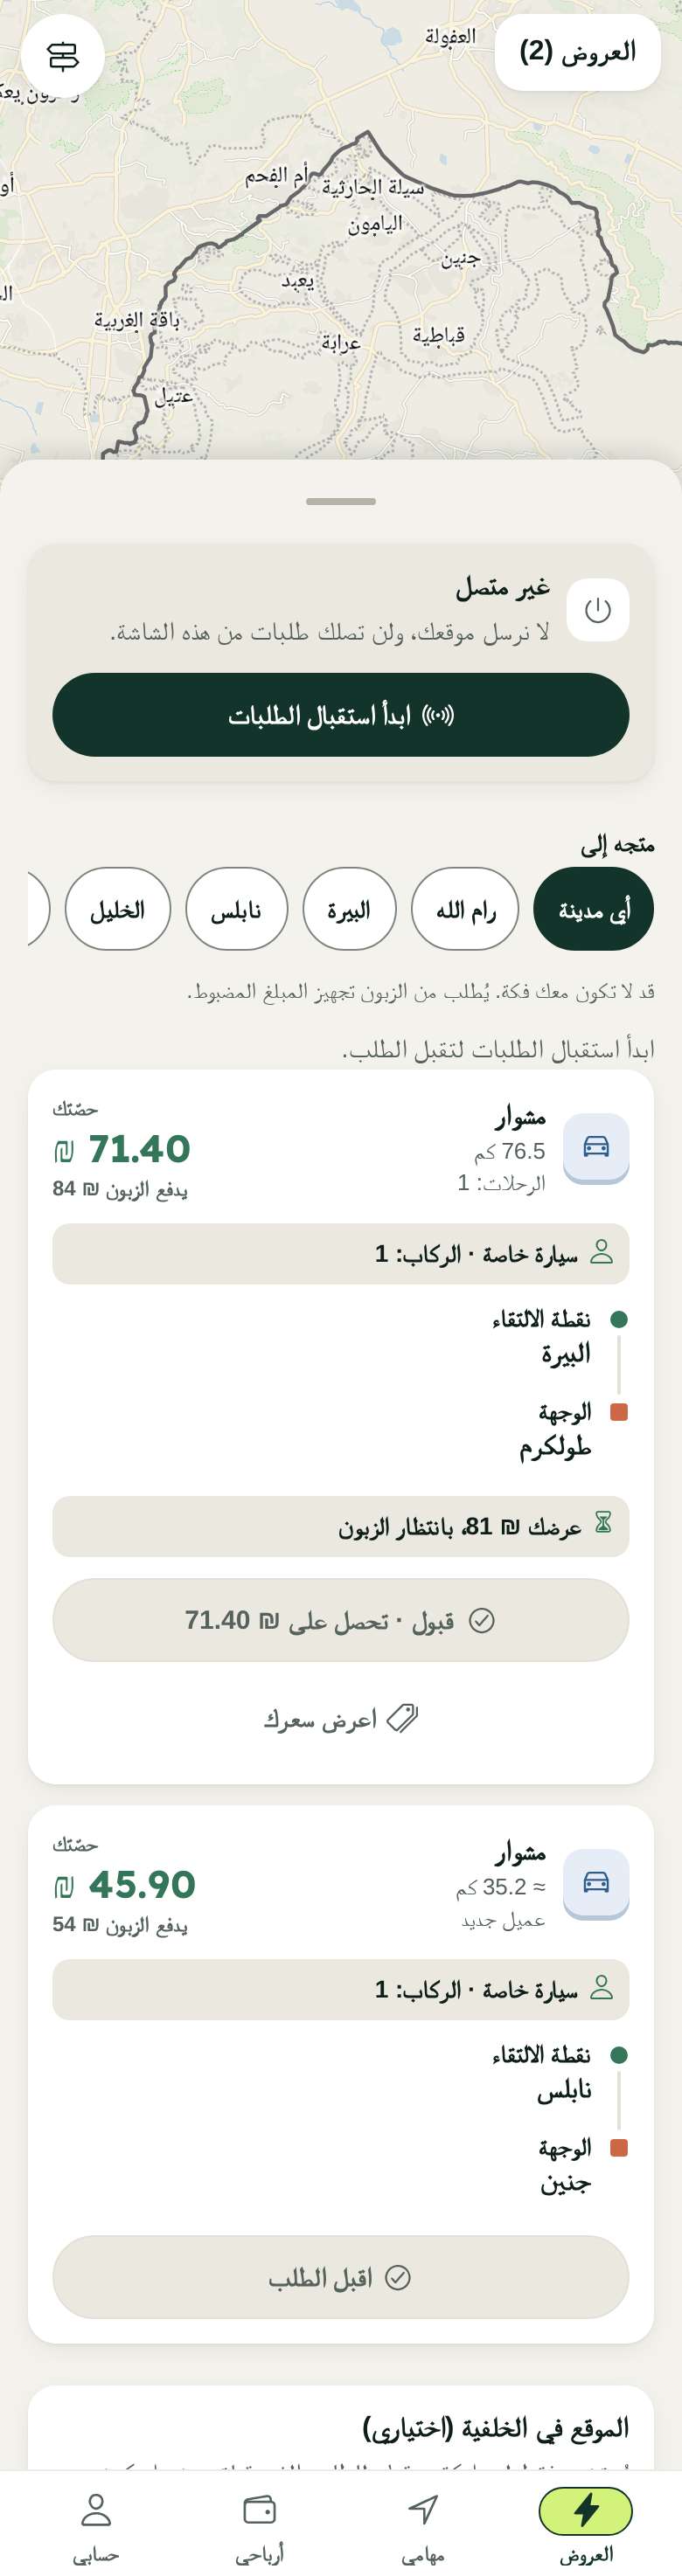 العروض (2)
العفولة
أم الفحم
سيلة الحارثية
اليامون
جنين
يعبد
باقة الغربية
قباطية
عرابة
عتيل
غير متصل
لا نرسل موقعك، ولن تصلك طلبات من هذه الشاشة.
ابدأ استقبال الطلبات
متجه إلى
أي مدينة
رام الله
البيرة
نابلس
الخليل
قد لا تكون معك فكة. يُطلب من الزبون تجهيز المبلغ المضبوط.
ابدأ استقبال الطلبات لتقبل الطلب.
مشوار
76.5 كم
الرحلات: 1
حصّتك
71.40 ₪
يدفع الزبون ₪ 84
سيارة خاصة · الركاب: 1
نقطة الالتقاء
البيرة
الوجهة
طولكرم
عرضك ₪ 81، بانتظار الزبون
قبول · تحصل على ₪ 71.40
اعرض سعرك
مشوار
≈ 35.2 كم
عميل جديد
حصّتك
45.90 ₪
يدفع الزبون ₪ 54
سيارة خاصة · الركاب: 1
نقطة الالتقاء
نابلس
الوجهة
جنين
اقبل الطلب
الموقع في الخلفية (اختياري)
العروض
مهامي
أرباحي
حسابي